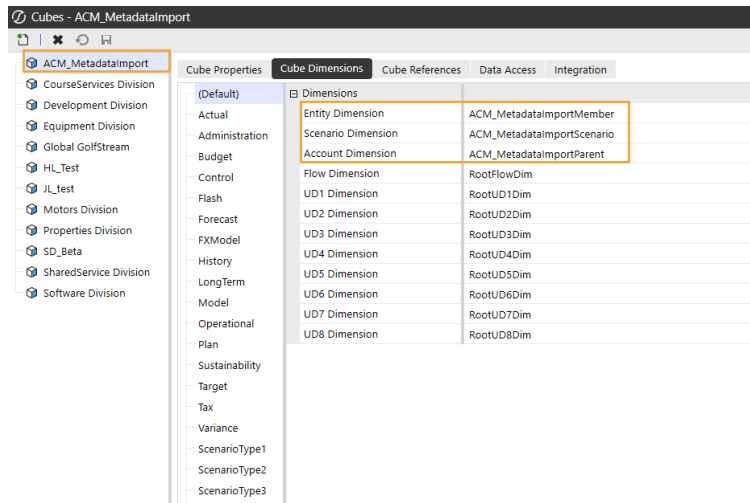 Cubes - ACM_MetadataImport
ACM_MetadataImport
CourseServices Division
Development Division
Equipment Division
Global GolfStream
HL_Test
JL_test
Motors Division
Properties Division
SD_Beta
SharedService Division
Software Division
Cube Properties Cube Dimensions Cube References Data Access Integration
(Default)
Actual
Administration
Budget
Control
Flash
Forecast
FXModel
History
LongTerm
Model
Operational
Plan
Sustainability
Target
Tax
Variance
ScenarioType1
ScenarioType2
ScenarioType3
Dimensions
Entity Dimension ACM_MetadataImportMember
Scenario Dimension ACM_MetadataImportScenario
Account Dimension ACM_MetadataImportParent
Flow Dimension RootFlowDim
UD1 Dimension RootUD1Dim
UD2 Dimension RootUD2Dim
UD3 Dimension RootUD3Dim
UD4 Dimension RootUD4Dim
UD5 Dimension RootUD5Dim
UD6 Dimension RootUD6Dim
UD7 Dimension RootUD7Dim
UD8 Dimension RootUD8Dim